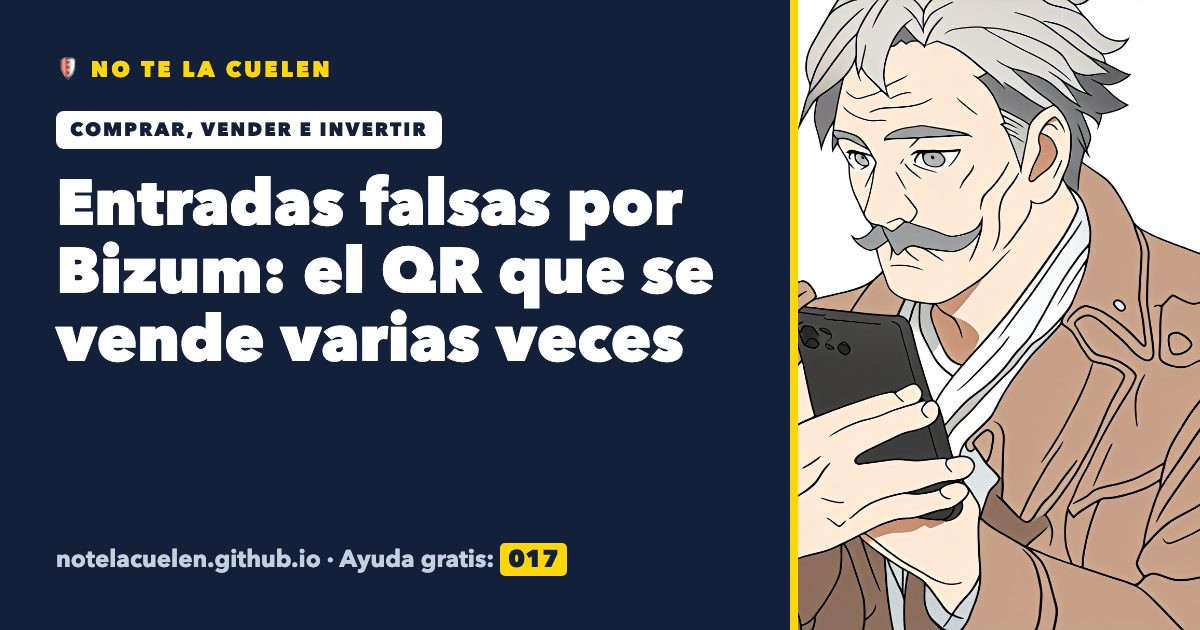 NO TE LA CUELEN
COMPRAR, VENDER E INVERTIR
Entradas falsas por
Bizum: el QR que se
vende varias veces
notelacuelen.github.io · Ayuda gratis: 017